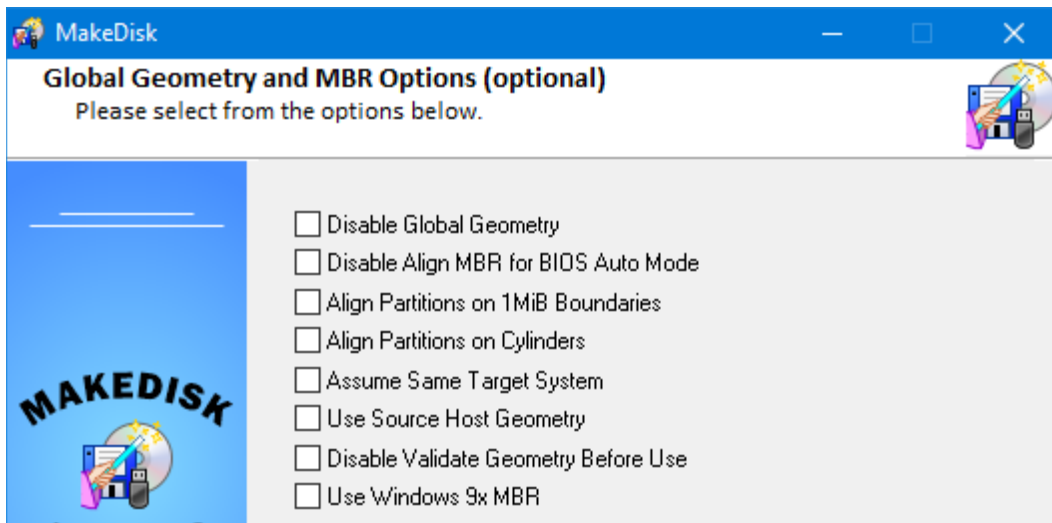 MakeDisk
Global Geometry and MBR Options (optional)
Please select from the options below.
Disable Global Geometry
Disable Align MBR for BIOS Auto Mode
Align Partitions on 1MiB Boundaries
Align Partitions on Cylinders
Assume Same Target System
Use Source Host Geometry
Disable Validate Geometry Before Use
Use Windows 9x MBR
MAKEDISK